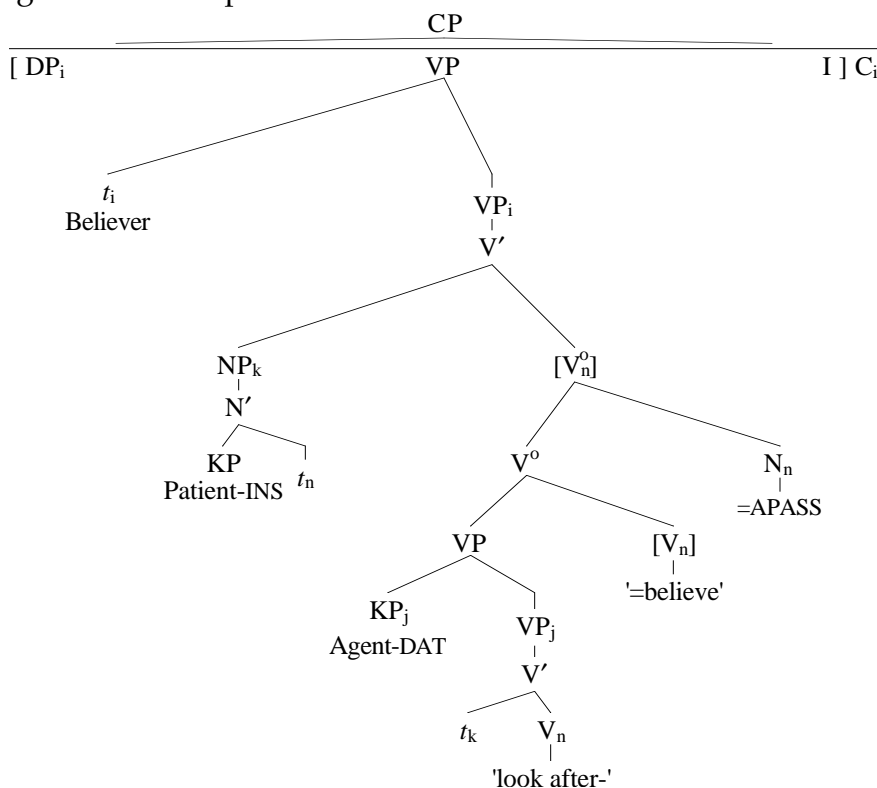 CP
[ DPi VP I ] Ci
ti
Believer
VPi
V′
NPk [Vno]
N′
KP tn Vo Nn
Patient-INS =APASS
VP [Vn]
'=believe'
KPj VPj
Agent-DAT
V′
tk Vn
'look after-'